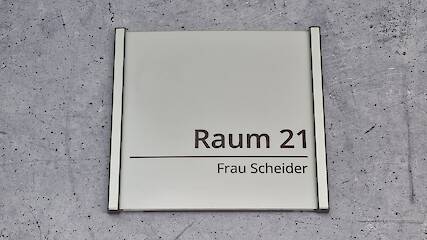 Raum 21
Frau Scheider